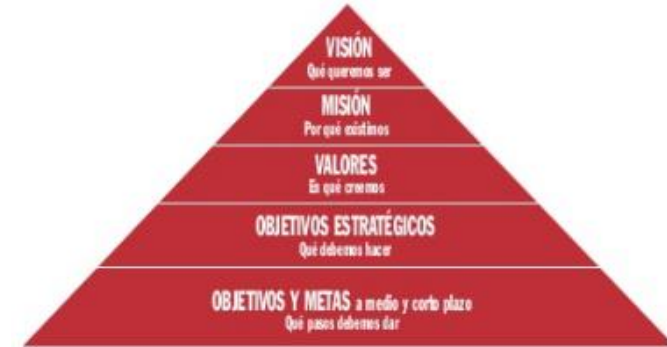 VISIÓN
Qué queremos ser
MISIÓN
Por qué existimos
VALORES
En qué creemos
OBJETIVOS ESTRATÉGICOS
Qué debemos hacer
OBJETIVOS Y METAS a medio y corto plazo
Qué pasos debemos dar